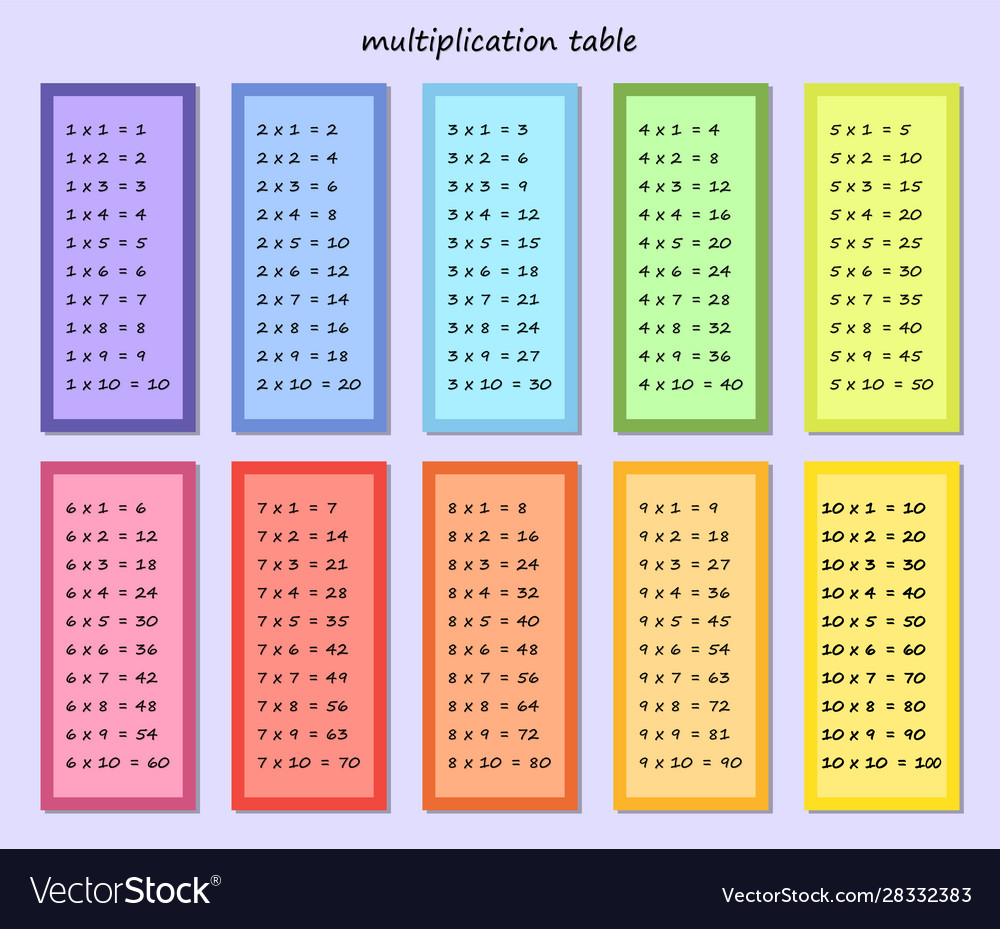 multiplication table
1 x 1 = 1
1 x 2 = 2
1 x 3 = 3
1 x 4 = 4
1 x 5 = 5
1 x 6 = 6
1 x 7 = 7
1 x 8 = 8
1 x 9 = 9
1 x 10 = 10
2 x 1 = 2
2 x 2 = 4
2 x 3 = 6
2 x 4 = 8
2 x 5 = 10
2 x 6 = 12
2 x 7 = 14
2 x 8 = 16
2 x 9 = 18
2 x 10 = 20
3 x 1 = 3
3 x 2 = 6
3 x 3 = 9
3 x 4 = 12
3 x 5 = 15
3 x 6 = 18
3 x 7 = 21
3 x 8 = 24
3 x 9 = 27
3 x 10 = 30
4 x 1 = 4
4 x 2 = 8
4 x 3 = 12
4 x 4 = 16
4 x 5 = 20
4 x 6 = 24
4 x 7 = 28
4 x 8 = 32
4 x 9 = 36
4 x 10 = 40
5 x 1 = 5
5 x 2 = 10
5 x 3 = 15
5 x 4 = 20
5 x 5 = 25
5 x 6 = 30
5 x 7 = 35
5 x 8 = 40
5 x 9 = 45
5 x 10 = 50
6 x 1 = 6
6 x 2 = 12
6 x 3 = 18
6 x 4 = 24
6 x 5 = 30
6 x 6 = 36
6 x 7 = 42
6 x 8 = 48
6 x 9 = 54
6 x 10 = 60
7 x 1 = 7
7 x 2 = 14
7 x 3 = 21
7 x 4 = 28
7 x 5 = 35
7 x 6 = 42
7 x 7 = 49
7 x 8 = 56
7 x 9 = 63
7 x 10 = 70
8 x 1 = 8
8 x 2 = 16
8 x 3 = 24
8 x 4 = 32
8 x 5 = 40
8 x 6 = 48
8 x 7 = 56
8 x 8 = 64
8 x 9 = 72
8 x 10 = 80
9 x 1 = 9
9 x 2 = 18
9 x 3 = 27
9 x 4 = 36
9 x 5 = 45
9 x 6 = 54
9 x 7 = 63
9 x 8 = 72
9 x 9 = 81
9 x 10 = 90
10 x 1 = 10
10 x 2 = 20
10 x 3 = 30
10 x 4 = 40
10 x 5 = 50
10 x 6 = 60
10 x 7 = 70
10 x 8 = 80
10 x 9 = 90
10 x 10 = 100
VectorStock®
VectorStock.com/28332383